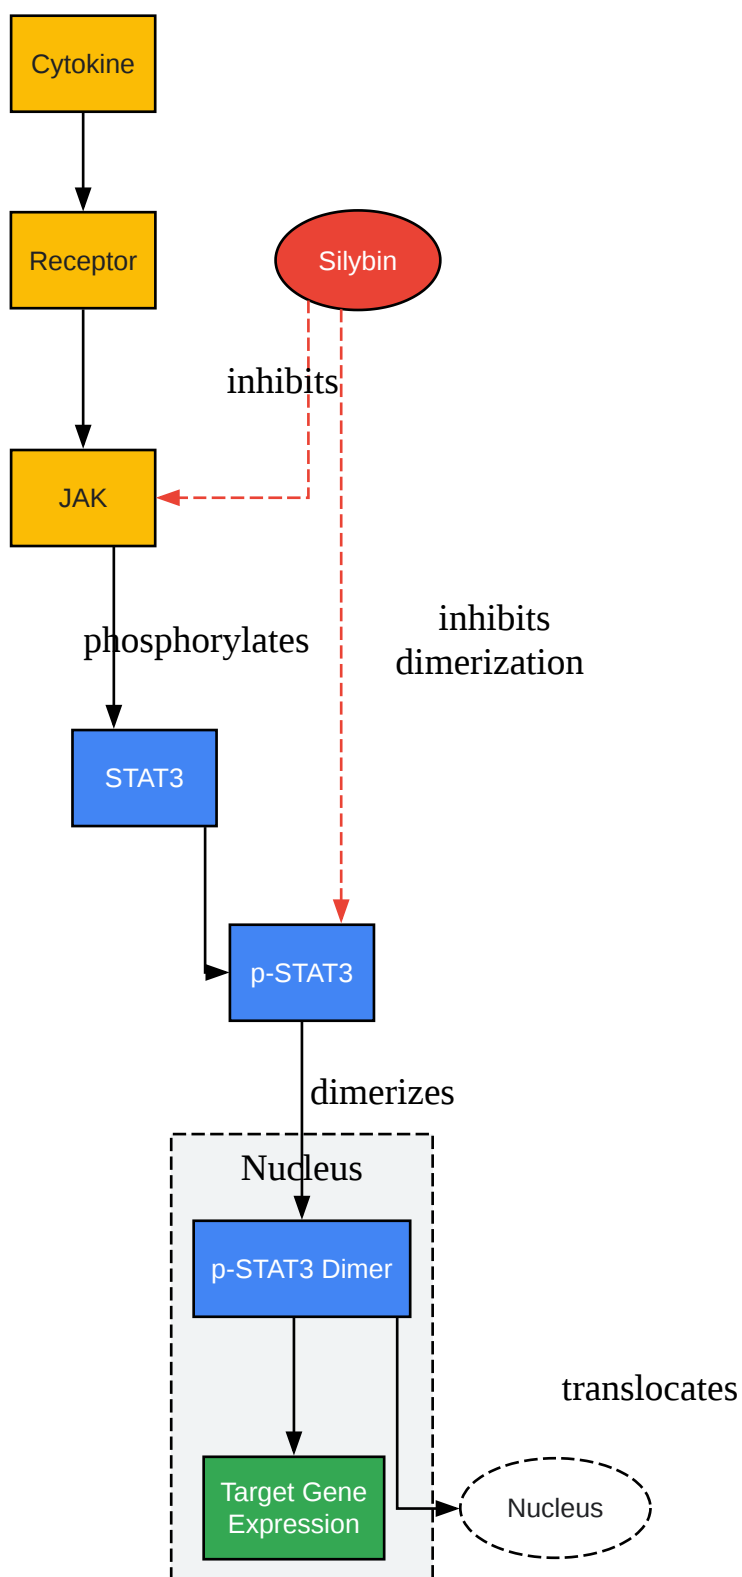 Cytokine
Receptor
Silybin
inhibits
JAK
inhibits
dimerization
phosphorylates
STAT3
p-STAT3
dimerizes
Nucleus
p-STAT3 Dimer
translocates
Target Gene
Expression
Nucleus